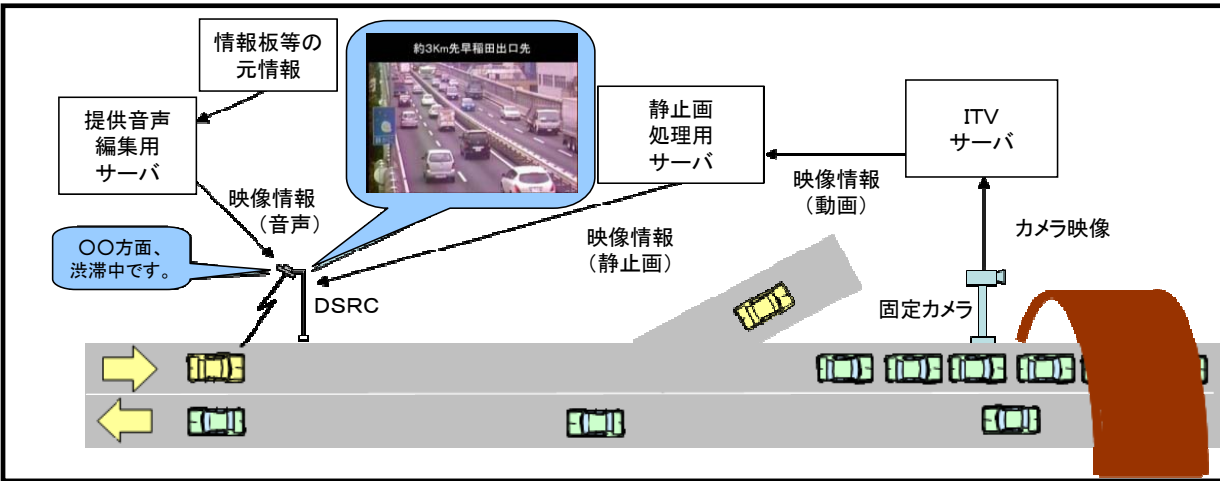 情報板等の
元情報
約3Km先早稲田出口先
提供音声
編集用
サーバ
静止画
処理用
サーバ
ITV
サーバ
映像情報
（音声）
映像情報
（動画）
カメラ映像
〇〇方面、
渋滞中です。
映像情報
（静止画）
DSRC
固定カメラ